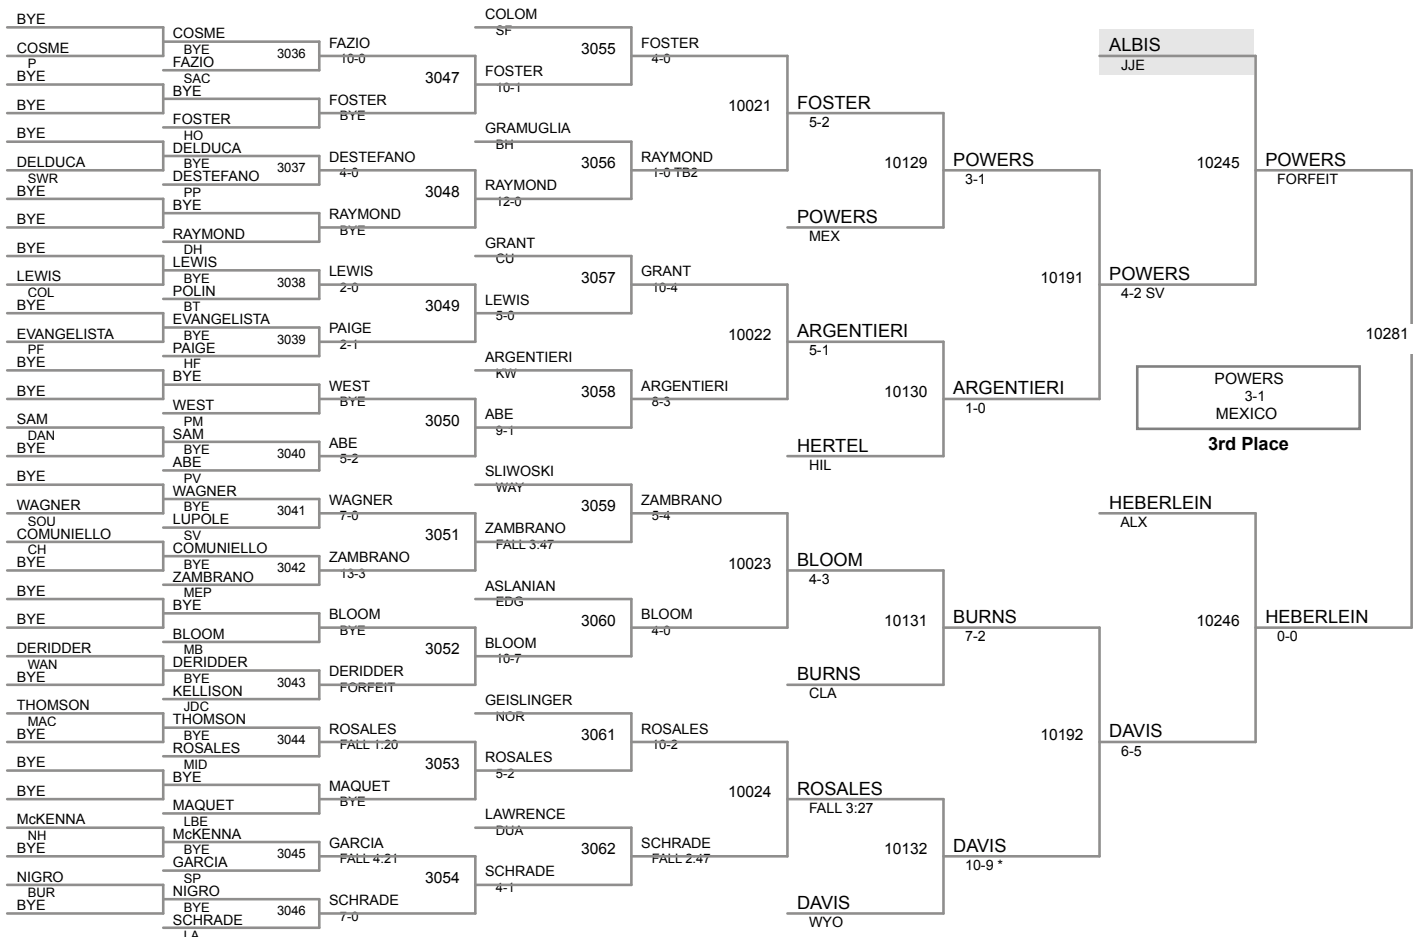 BYE
COSME
P
BYE
BYE
BYE
DELDUCA
SWR
BYE
BYE
BYE
LEWIS
COL
BYE
EVANGELISTA
PF
BYE
BYE
SAM
DAN
BYE
BYE
WAGNER
SOU
COMUNIELLO
CH
BYE
BYE
BYE
DERIDDER
WAN
BYE
THOMSON
MAC
BYE
BYE
BYE
McKENNA
NH
BYE
NIGRO
BUR
BYE
COSME
BYE
3036
FAZIO
SAC
BYE
FOSTER
HO
DELDUCA
BYE
3037
DESTEFANO
PP
BYE
RAYMOND
DH
LEWIS
BYE
3038
POLIN
BT
EVANGELISTA
BYE
3039
PAIGE
HF
BYE
WEST
PM
SAM
BYE
3040
ABE
PV
WAGNER
BYE
3041
LUPOLE
SV
COMUNIELLO
BYE
3042
ZAMBRANO
MEP
BYE
BLOOM
MB
DERIDDER
BYE
3043
KELLISON
JDC
THOMSON
BYE
3044
ROSALES
MID
BYE
MAQUET
LBE
McKENNA
BYE
3045
GARCIA
SP
NIGRO
BYE
3046
SCHRADE
LA
FAZIO
10-0
3047
FOSTER
BYE
DESTEFANO
4-0
3048
RAYMOND
BYE
LEWIS
2-0
3049
PAIGE
2-1
WEST
BYE
3050
ABE
5-2
WAGNER
7-0
3051
ZAMBRANO
13-3
BLOOM
BYE
3052
DERIDDER
FORFEIT
ROSALES
FALL 1:20
3053
MAQUET
BYE
GARCIA
FALL 4:21
3054
SCHRADE
7-0
COLOM
SF
3055
FOSTER
10-1
GRAMUGLIA
BH
3056
RAYMOND
12-0
GRANT
CU
3057
LEWIS
5-0
ARGENTIERI
KW
3058
ABE
9-1
SLIWOSKI
WAY
3059
ZAMBRANO
FALL 3:47
ASLANIAN
EDG
3060
BLOOM
10-7
GEISLINGER
NOR
3061
ROSALES
5-2
LAWRENCE
DUA
3062
SCHRADE
4-1
FOSTER
4-0
10021
RAYMOND
1-0 TB2
GRANT
10-4
10022
ARGENTIERI
8-3
ZAMBRANO
5-4
10023
BLOOM
4-0
ROSALES
10-2
10024
SCHRADE
FALL 2:47
FOSTER
5-2
10129
POWERS
MEX
ARGENTIERI
5-1
10130
HERTEL
HIL
BLOOM
4-3
10131
BURNS
CLA
ROSALES
FALL 3:27
10132
DAVIS
WYO
POWERS
3-1
10191
ARGENTIERI
1-0
BURNS
7-2
10192
DAVIS
10-9 *
ALBIS
JJE
10245
POWERS
4-2 SV
HEBERLEIN
ALX
10246
DAVIS
6-5
POWERS
FORFEIT
10281
HEBERLEIN
0-0
POWERS
3-1
MEXICO
3rd Place